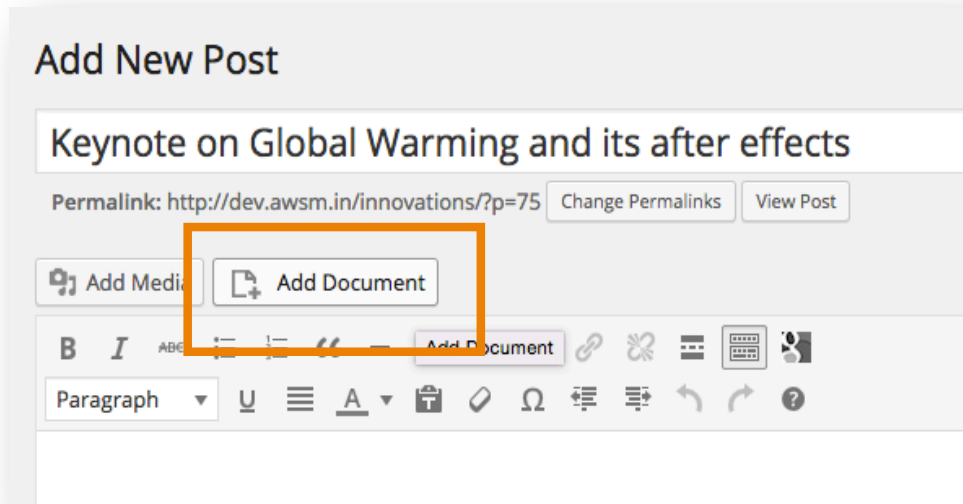 Add New Post
Keynote on Global Warming and its after effects
Permalink: http://dev.awsm.in/innovations/?p=75 Change Permalinks View Post
Add Media Add Document
B I ABC Add Document
Paragraph U A T Ω ?